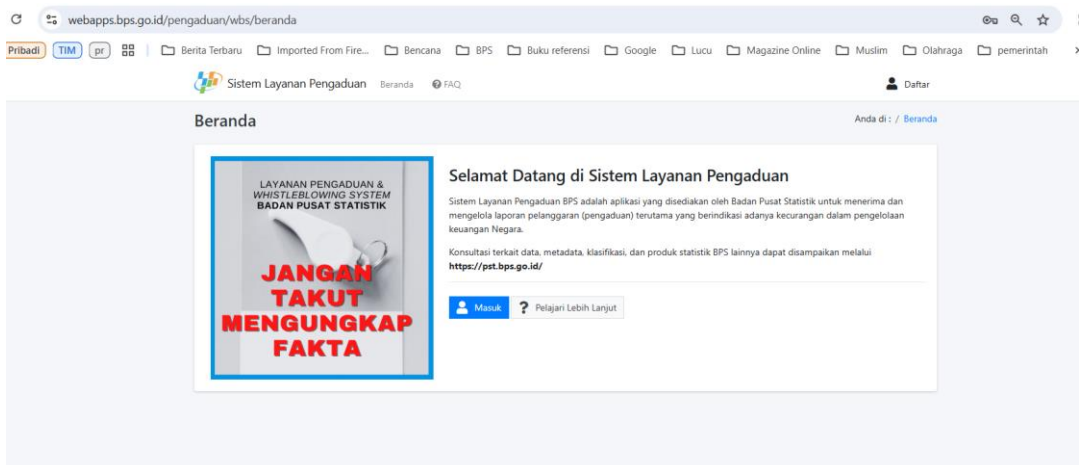 webapps.bps.go.id/pengaduan/wbs/beranda
Pribadi TIM pr Berita Terbaru Imported From Fire... Bencana BPS Buku referensi Google Lucu Magazine Online Muslim Olahraga pemerintah
Sistem Layanan Pengaduan Beranda FAQ Daftar
Beranda Anda di : / Beranda
LAYANAN PENGADUAN &
WHISTLEBLOWING SYSTEM
BADAN PUSAT STATISTIK
JANGAN
TAKUT
MENGUNGKAP
FAKTA
Selamat Datang di Sistem Layanan Pengaduan
Sistem Layanan Pengaduan BPS adalah aplikasi yang disediakan oleh Badan Pusat Statistik untuk menerima dan
mengelola laporan pelanggaran (pengaduan) terutama yang berindikasi adanya kecurangan dalam pengelolaan
keuangan Negara.
Konsultasi terkait data, metadata, klasifikasi, dan produk statistik BPS lainnya dapat disampaikan melalui
https://pst.bps.go.id/
Masuk ? Pelajari Lebih Lanjut